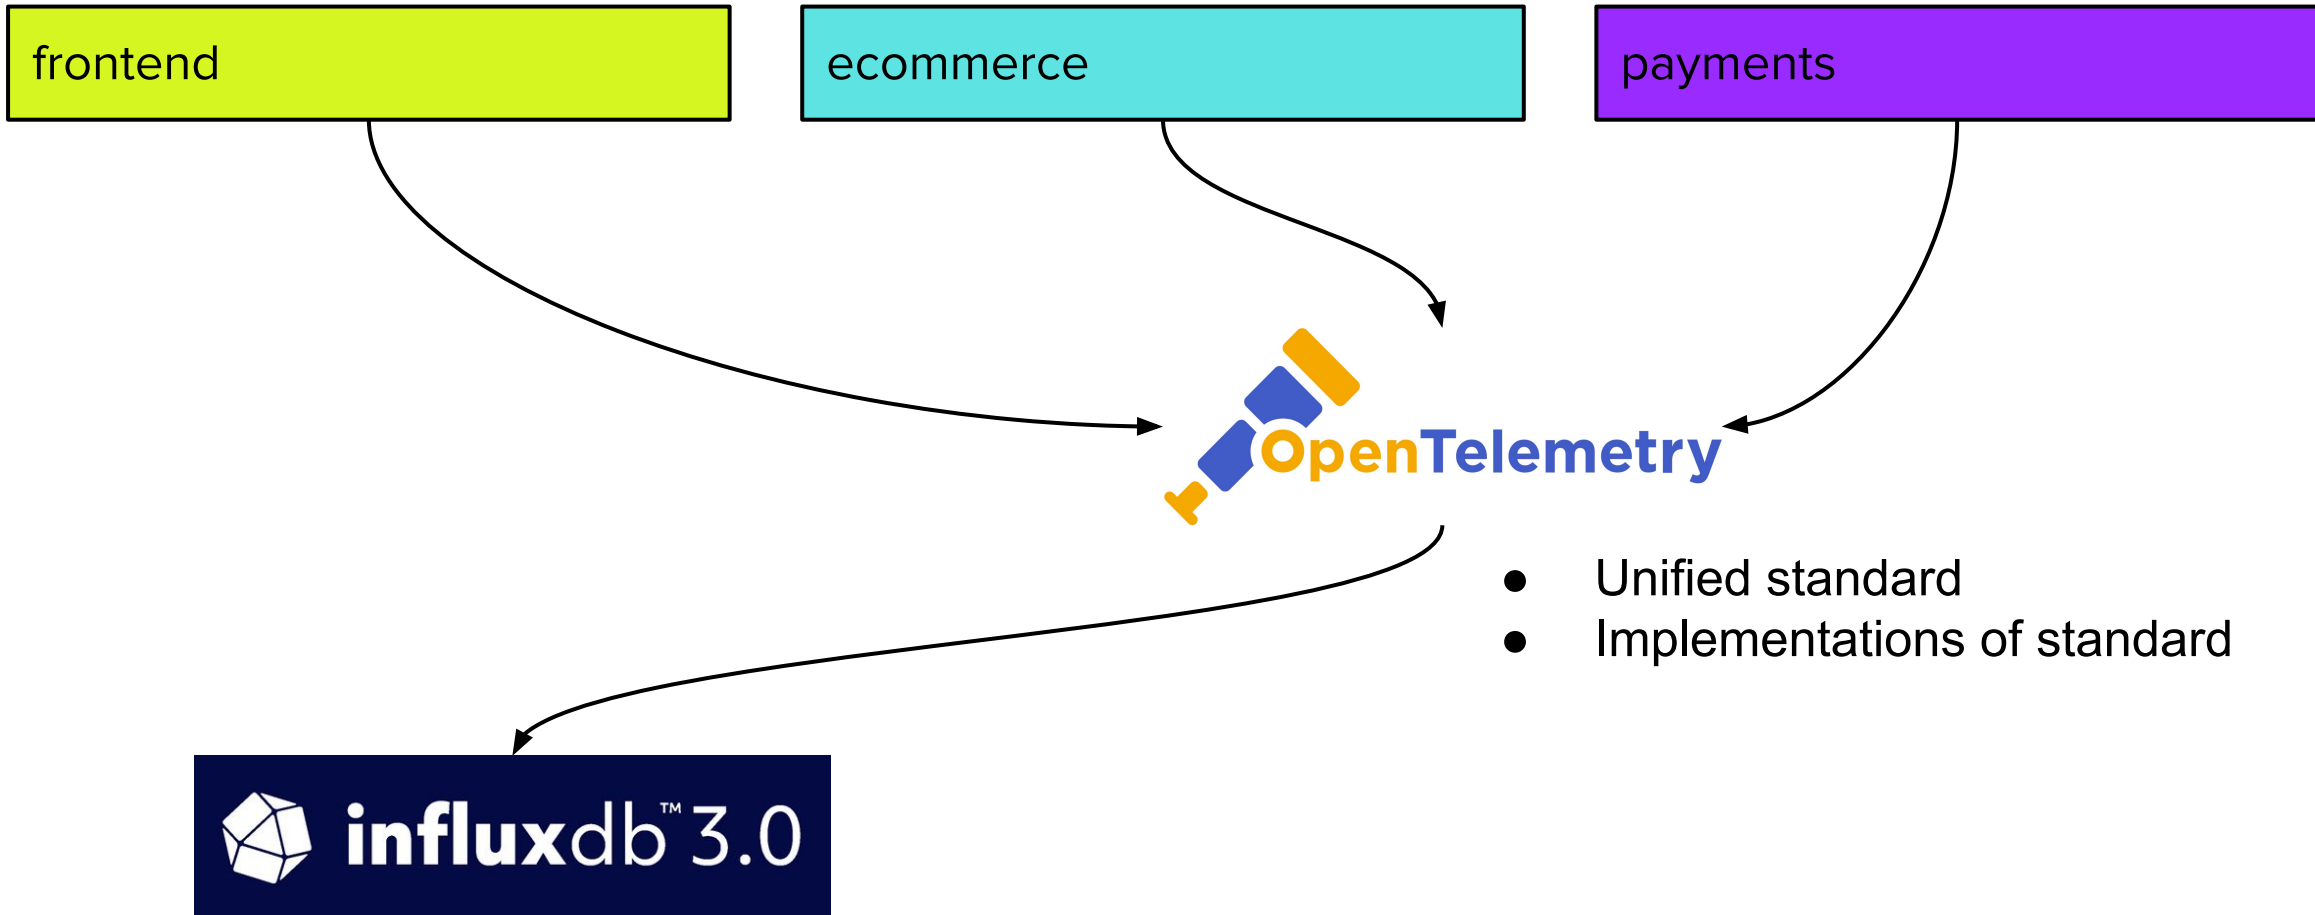 frontend
ecommerce
payments
OpenTelemetry
● Unified standard
● Implementations of standard
influxdb™ 3.0